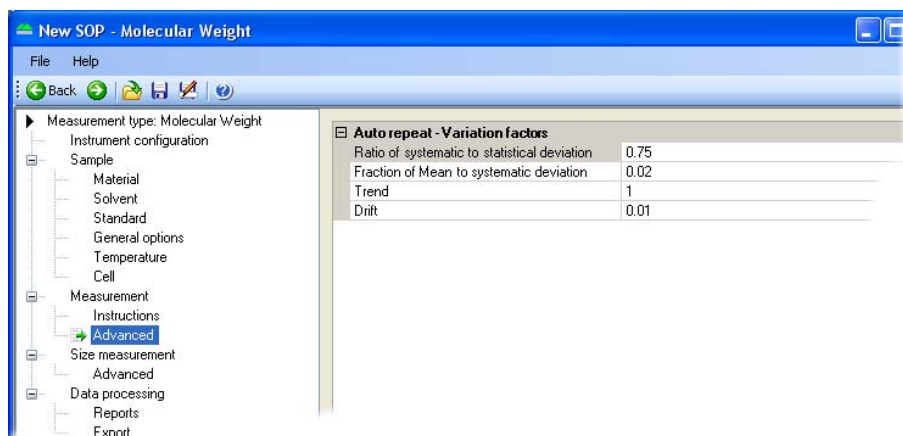 New SOP - Molecular Weight
File Help
Back
Measurement type: Molecular Weight
Instrument configuration
Sample
Material
Solvent
Standard
General options
Temperature
Cell
Measurement
Instructions
Advanced
Size measurement
Advanced
Data processing
Reports
Export
Auto repeat - Variation factors
Ratio of systematic to statistical deviation 0.75
Fraction of Mean to systematic deviation 0.02
Trend 1
Drift 0.01